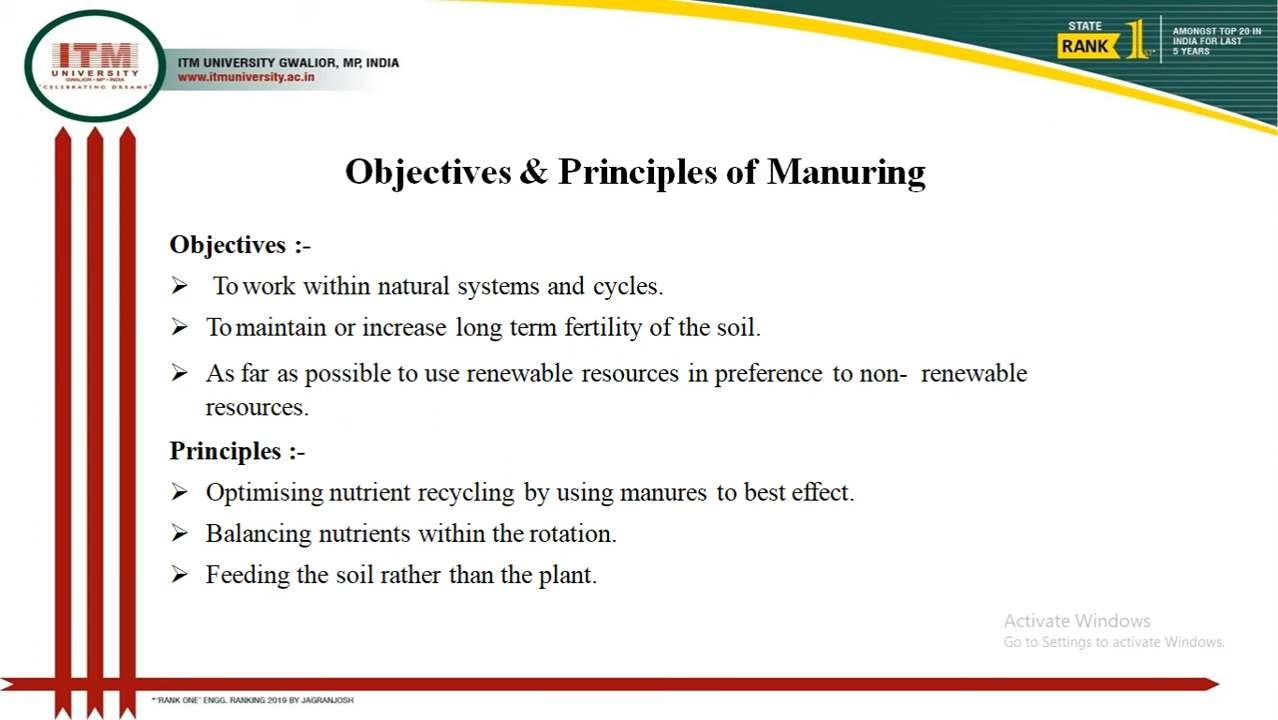 ITM
UNIVERSITY
GWALIOR • MP • INDIA
"CELEBRATING DREAMS"
ITM UNIVERSITY GWALIOR, MP, INDIA
www.itmuniversity.ac.in
STATE
RANK 1ST*
AMONGST TOP 20 IN
INDIA FOR LAST
5 YEARS
Objectives & Principles of Manuring
Objectives :-
➢ To work within natural systems and cycles.
➢ To maintain or increase long term fertility of the soil.
➢ As far as possible to use renewable resources in preference to non- renewable
resources.
Principles :-
➢ Optimising nutrient recycling by using manures to best effect.
➢ Balancing nutrients within the rotation.
➢ Feeding the soil rather than the plant.
Activate Windows
Go to Settings to activate Windows.
*"RANK ONE" ENGG. RANKING 2019 BY JAGRANJOSH